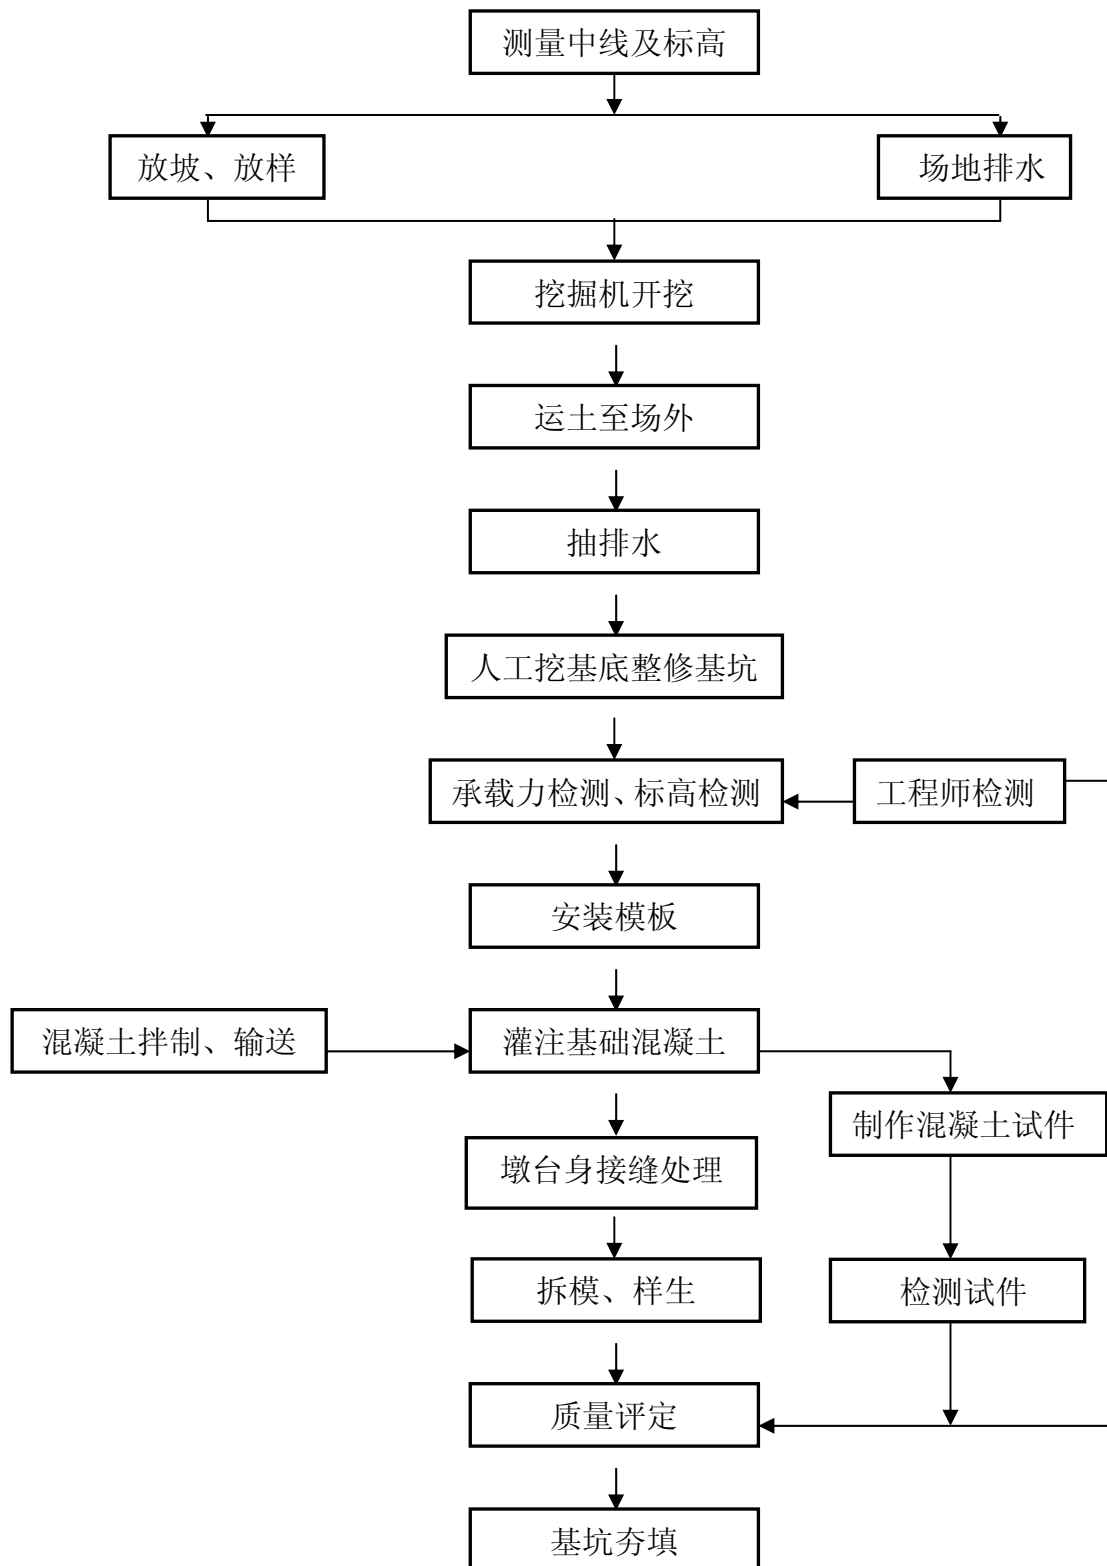 测量中线及标高
放坡、放样
场地排水
挖掘机开挖
运土至场外
抽排水
人工挖基底整修基坑
承载力检测、标高检测
工程师检测
安装模板
混凝土拌制、输送
灌注基础混凝土
制作混凝土试件
墩台身接缝处理
拆模、样生
检测试件
质量评定
基坑夯填